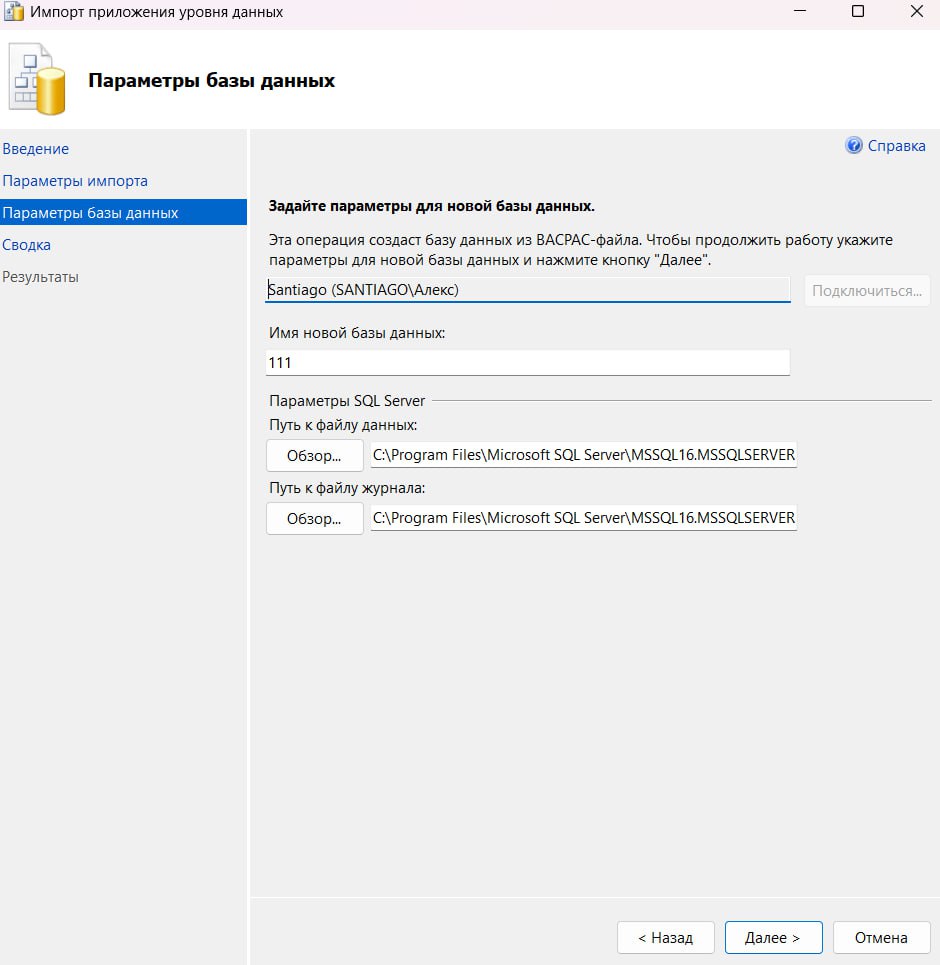 Импорт приложения уровня данных
Параметры базы данных
Введение
Параметры импорта
Параметры базы данных
Сводка
Результаты
Справка
Задайте параметры для новой базы данных.
Эта операция создаст базу данных из BACPAC-файла. Чтобы продолжить работу укажите
параметры для новой базы данных и нажмите кнопку "Далее".
Santiago (SANTIAGO\Алекс)
Подключиться...
Имя новой базы данных:
111
Параметры SQL Server
Путь к файлу данных:
Обзор...
C:\Program Files\Microsoft SQL Server\MSSQL16.MSSQLSERVER
Путь к файлу журнала:
Обзор...
C:\Program Files\Microsoft SQL Server\MSSQL16.MSSQLSERVER
< Назад
Далее >
Отмена